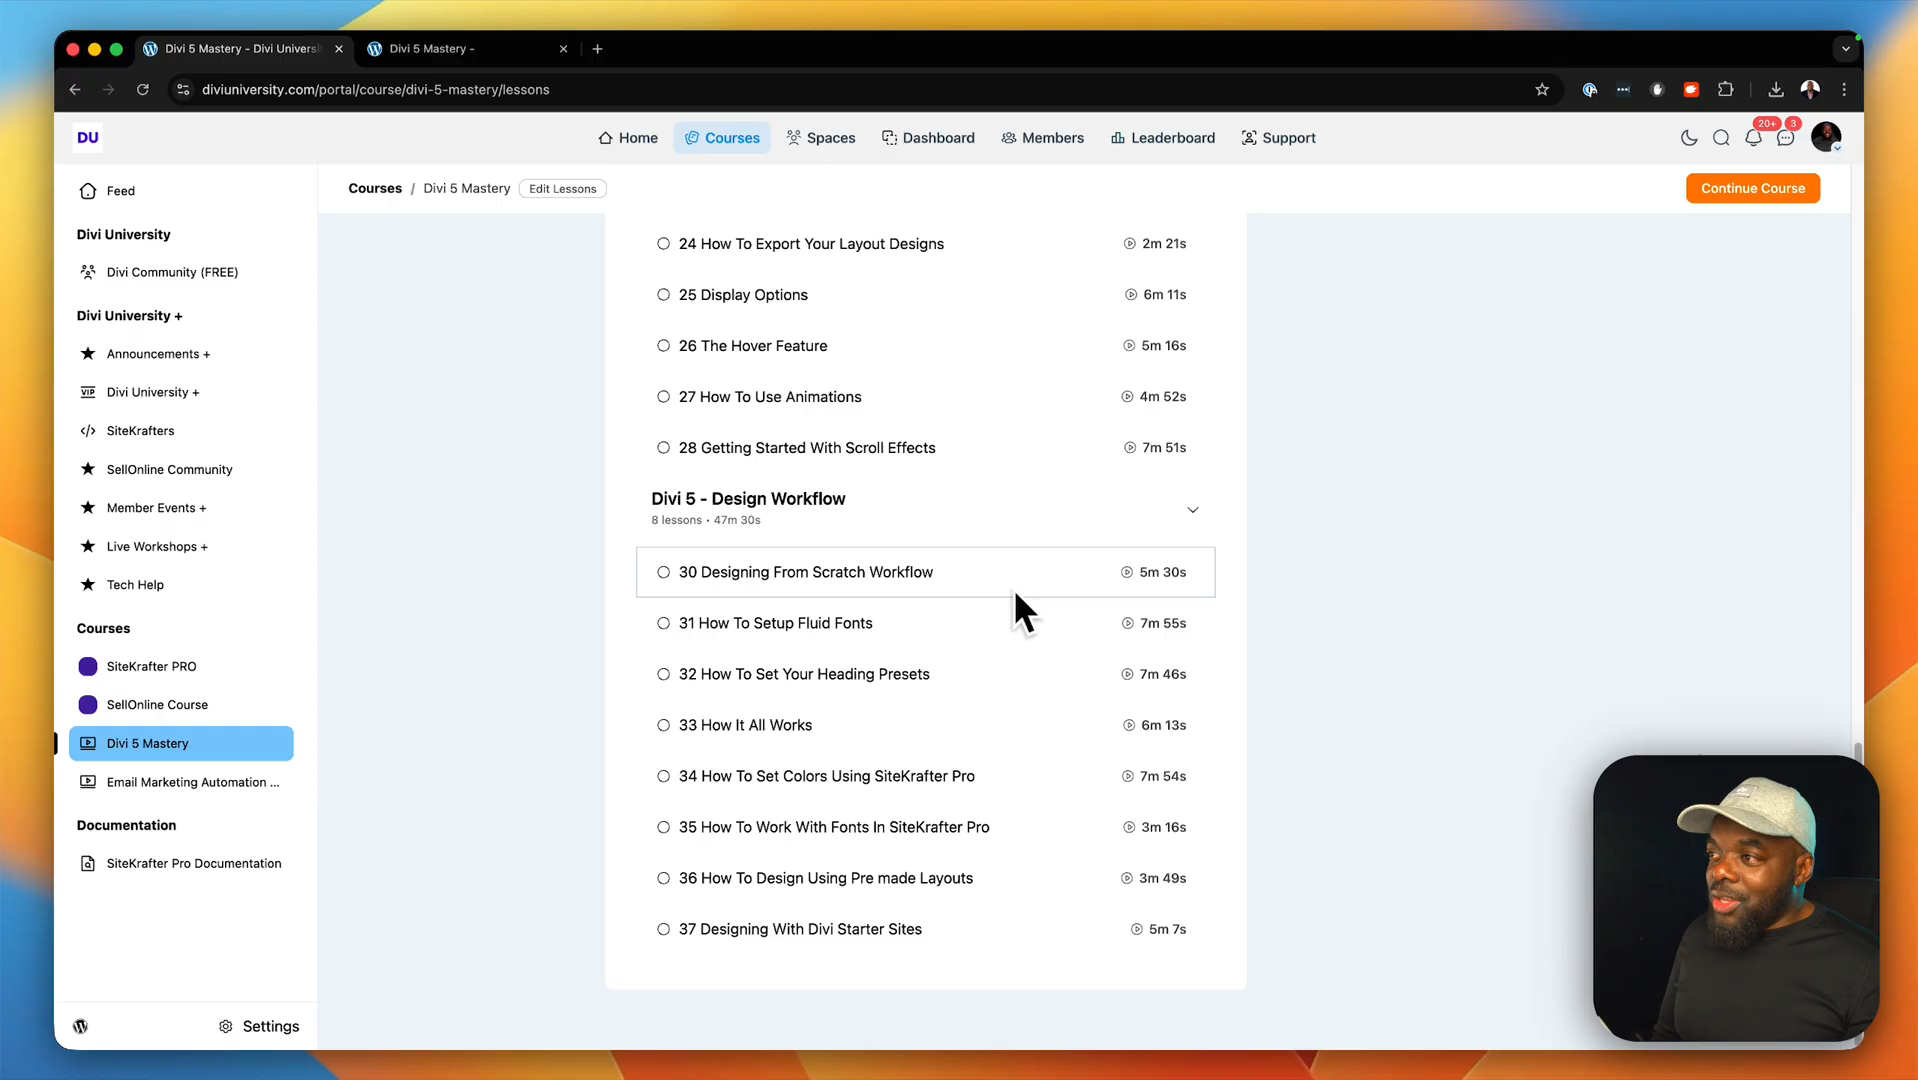 Divi 5 Mastery - Divi Universi
Divi 5 Mastery -
diviuniversity.com/portal/course/divi-5-mastery/lessons
DU
Home
Courses
Spaces
Dashboard
Members
Leaderboard
Support
20+
3
Feed
Divi University
Divi Community (FREE)
Divi University +
Announcements +
VIP
Divi University +
SiteKrafters
SellOnline Community
Member Events +
Live Workshops +
Tech Help
Courses
SiteKrafter PRO
SellOnline Course
Divi 5 Mastery
Email Marketing Automation ...
Documentation
SiteKrafter Pro Documentation
Settings
Courses / Divi 5 Mastery
Edit Lessons
Continue Course
24 How To Export Your Layout Designs 2m 21s
25 Display Options 6m 11s
26 The Hover Feature 5m 16s
27 How To Use Animations 4m 52s
28 Getting Started With Scroll Effects 7m 51s
Divi 5 - Design Workflow
8 lessons • 47m 30s
30 Designing From Scratch Workflow 5m 30s
31 How To Setup Fluid Fonts 7m 55s
32 How To Set Your Heading Presets 7m 46s
33 How It All Works 6m 13s
34 How To Set Colors Using SiteKrafter Pro 7m 54s
35 How To Work With Fonts In SiteKrafter Pro 3m 16s
36 How To Design Using Pre made Layouts 3m 49s
37 Designing With Divi Starter Sites 5m 7s